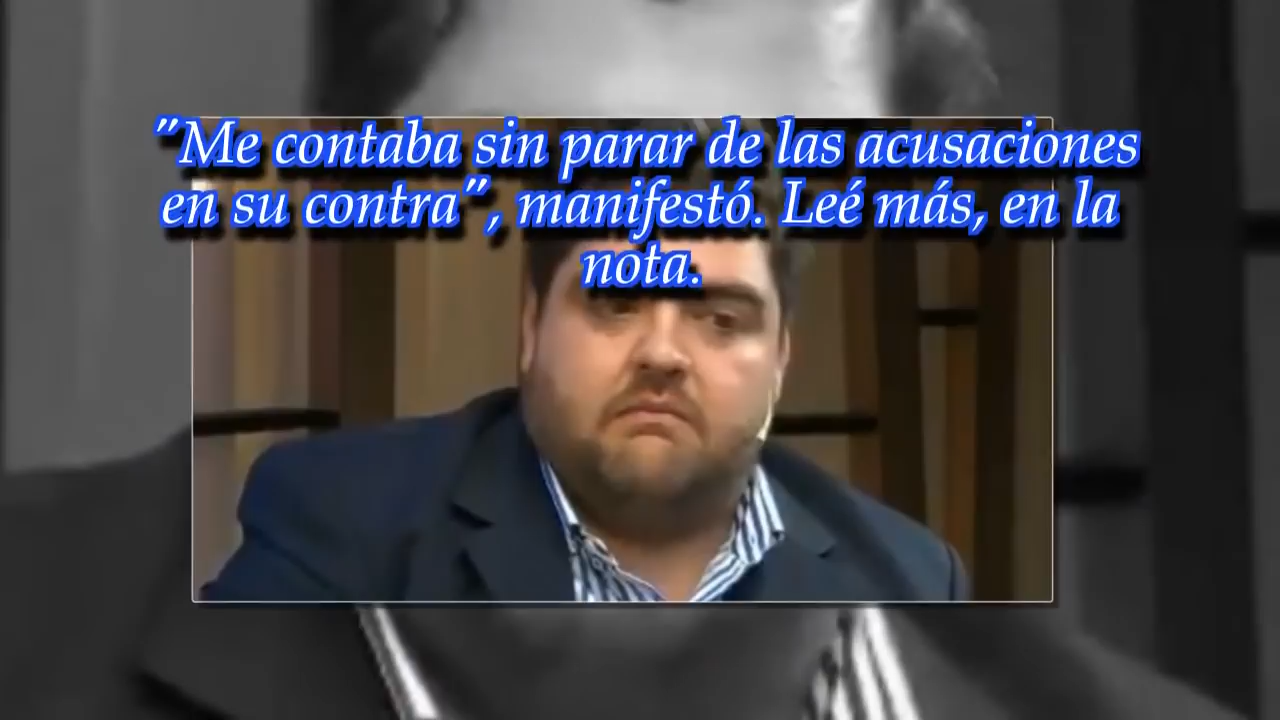 "Me contaba sin parar de las acusaciones
en su contra", manifestó. Leé más, en la
nota.